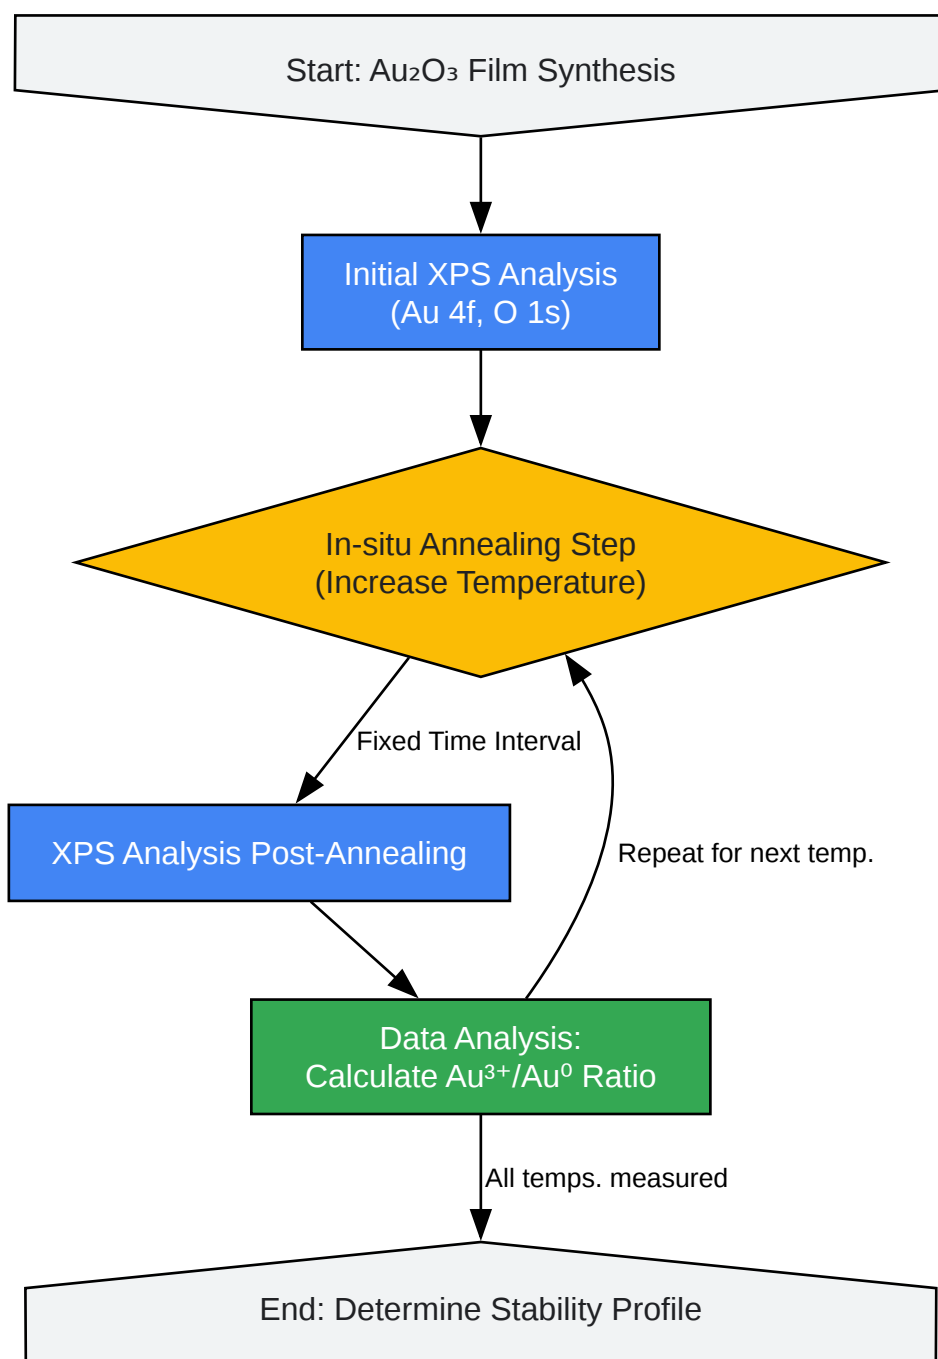 Start: Au₂O₃ Film Synthesis
Initial XPS Analysis
(Au 4f, O 1s)
In-situ Annealing Step
(Increase Temperature)
Fixed Time Interval
XPS Analysis Post-Annealing
Repeat for next temp.
Data Analysis:
Calculate Au³⁺/Au⁰ Ratio
All temps. measured
End: Determine Stability Profile